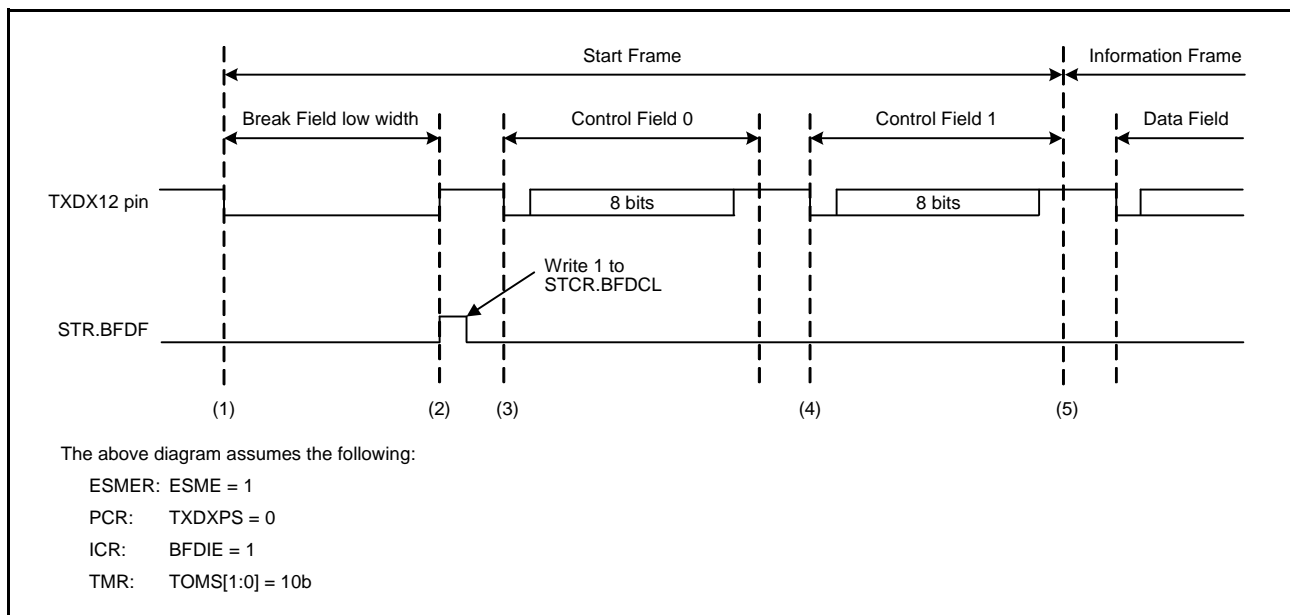 Start Frame
Information Frame
Break Field low width
Control Field 0
Control Field 1
Data Field
TXDX12 pin
8 bits
8 bits
Write 1 to
STCR.BFDCL
STR.BFDF
(1)
(2)
(3)
(4)
(5)
The above diagram assumes the following:
ESMER: ESME = 1
PCR: TXDXPS = 0
ICR: BFDIE = 1
TMR: TOMS[1:0] = 10b